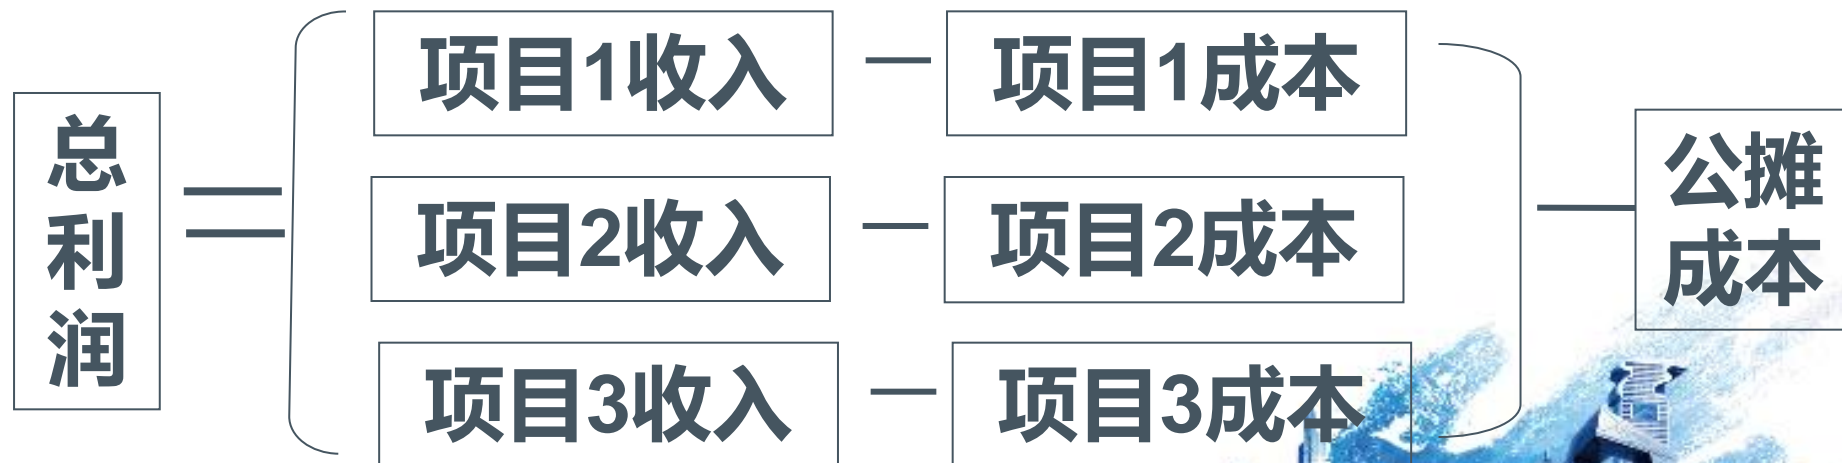 总利润
项目1收入 — 项目1成本
项目2收入 — 项目2成本
项目3收入 — 项目3成本
公摊
成本